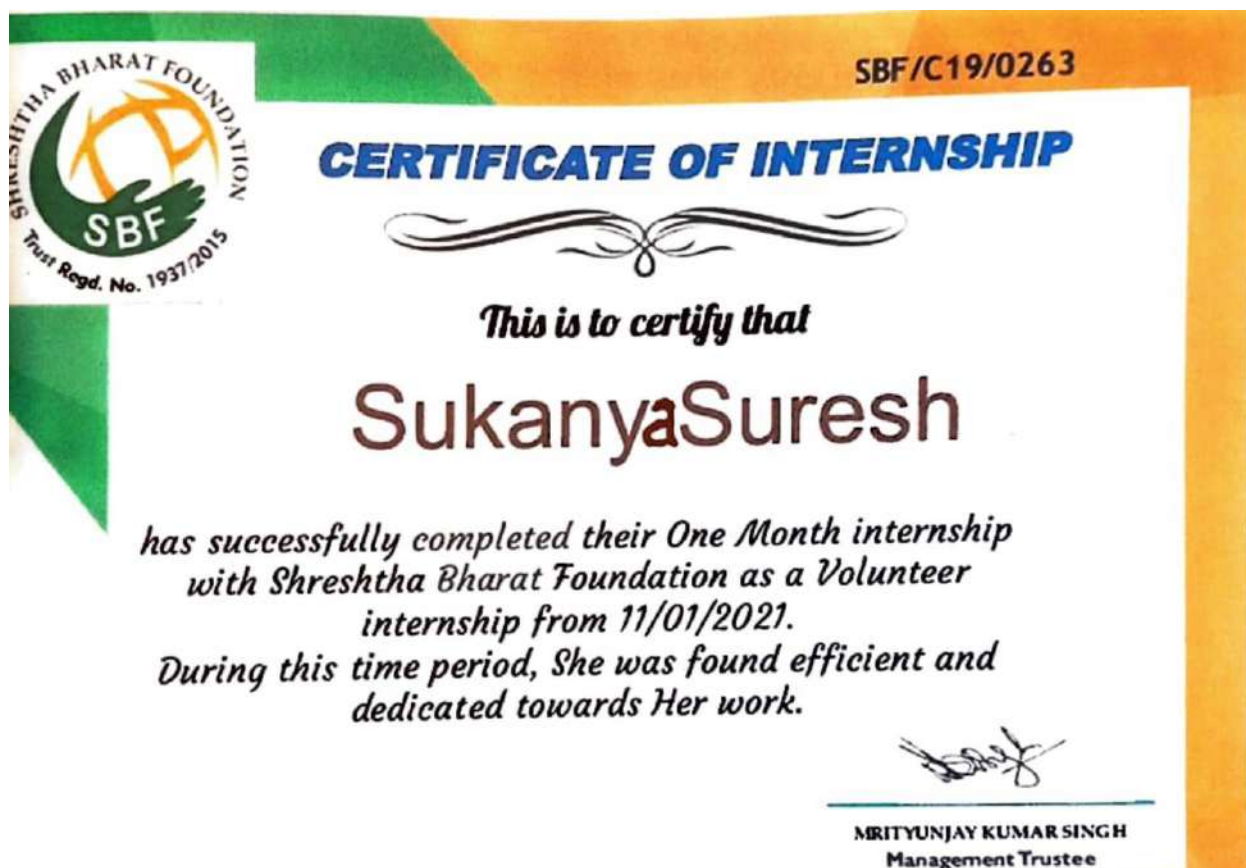 SHRESHTHA BHARAT FOUNDATION
SBF
Trust Regd. No. 1937/2015
SBF/C19/0263
CERTIFICATE OF INTERNSHIP
This is to certify that
SukanyaSuresh
has successfully completed their One Month internship
with Shreshtha Bharat Foundation as a Volunteer
internship from 11/01/2021.
During this time period, She was found efficient and
dedicated towards Her work.
MRITYUNJAY KUMAR SINGH
Management Trustee